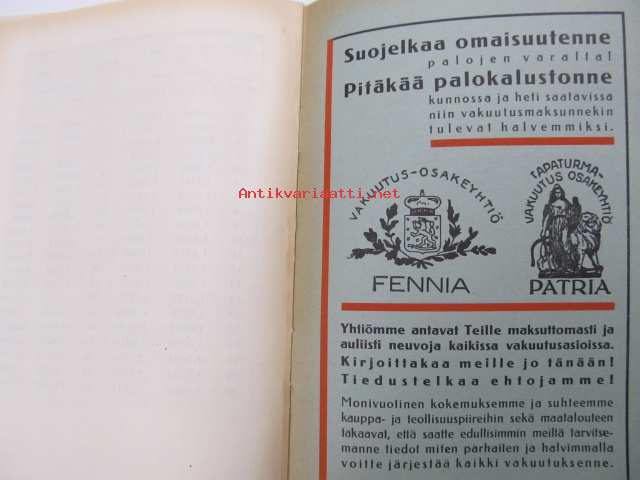 Suojelkaa omaisuutenne
palojen varalta!
Pitäkää palokalustonne
kunnossa ja heti saatavissa
niin vakuutusmaksunnekin
tulevat halvemmiksi.
Antikvariaatti.net
VAKUUTUS-OSAKEYHTIÖ
FENNIA
TAPATURMA-
VAKUUTUS OSAKEYHTIÖ
PATRIA
Yhtiömme antavat Teille maksuttomasti ja
auliisti neuvoja kaikissa vakuutusasioissa.
Kirjoittakaa meille jo tänään!
Tiedustelkaa ehtojamme!
Monivuotinen kokemuksemme ja suhteemme
kauppa- ja teollisuuspiireihin sekä maatalouteen
takaavat, että saatte edullisimmin meiltä tarvitse-
manne tiedot miten parhaiten ja halvimmalla
voitte järjestää kaikki vakuutuksenne.